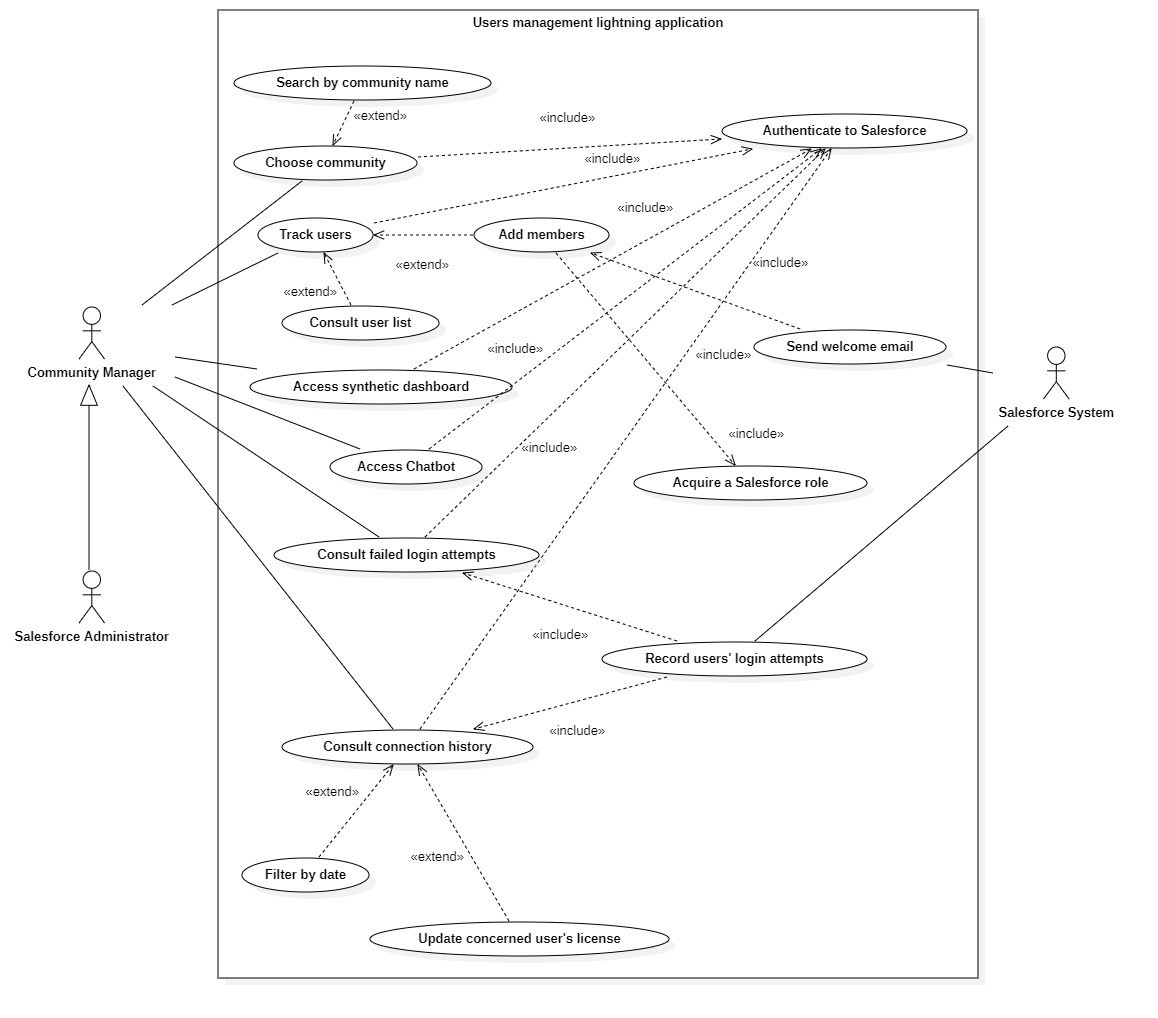 Users management lightning application
Search by community name
«extend»
«include»
Authenticate to Salesforce
Choose community
«include»
«include»
Track users
Add members
«extend»
«include»
«extend»
Consult user list
Send welcome email
«include»
«include»
Community Manager
Access synthetic dashboard
Salesforce System
«include»
«include»
Access Chatbot
Acquire a Salesforce role
Consult failed login attempts
«include»
Salesforce Administrator
Record users' login attempts
«include»
Consult connection history
«extend»
«extend»
Filter by date
Update concerned user's license